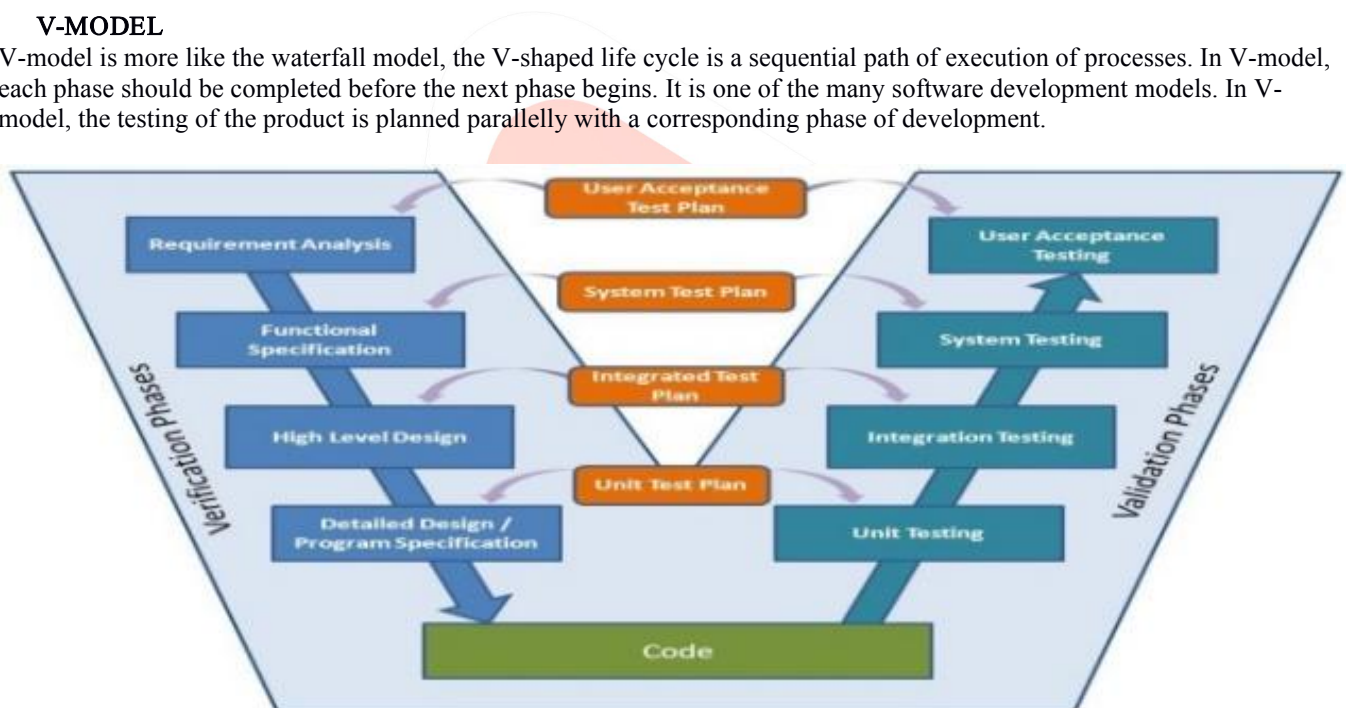 V-MODEL
V-model is more like the waterfall model, the V-shaped life cycle is a sequential path of execution of processes. In V-model,
each phase should be completed before the next phase begins. It is one of the many software development models. In V-
model, the testing of the product is planned parallelly with a corresponding phase of development.
User Acceptance
Test Plan
Requirement Analysis
User Acceptance
Testing
System Test Plan
Functional
Specification
System Testing
Integrated Test
Plan
High Level Design
Integration Testing
Unit Test Plan
Detailed Design /
Program Specification
Unit Testing
Verification Phases
Validation Phases
Code